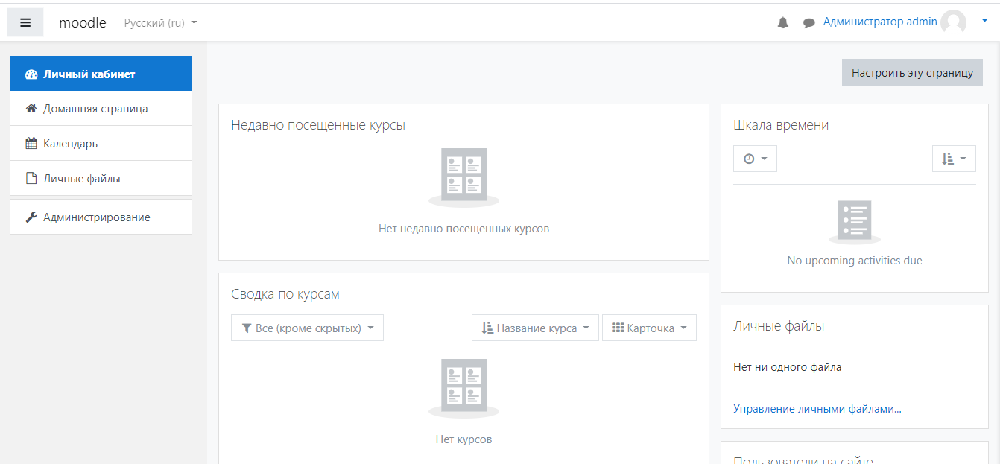 moodle
Русский (ru)
Администратор admin
Личный кабинет
Домашняя страница
Календарь
Личные файлы
Администрирование
Настроить эту страницу
Недавно посещенные курсы
Нет недавно посещенных курсов
Сводка по курсам
Все (кроме скрытых)
Название курса
Карточка
Нет курсов
Шкала времени
No upcoming activities due
Личные файлы
Нет ни одного файла
Управление личными файлами...
Пользователи на сайте